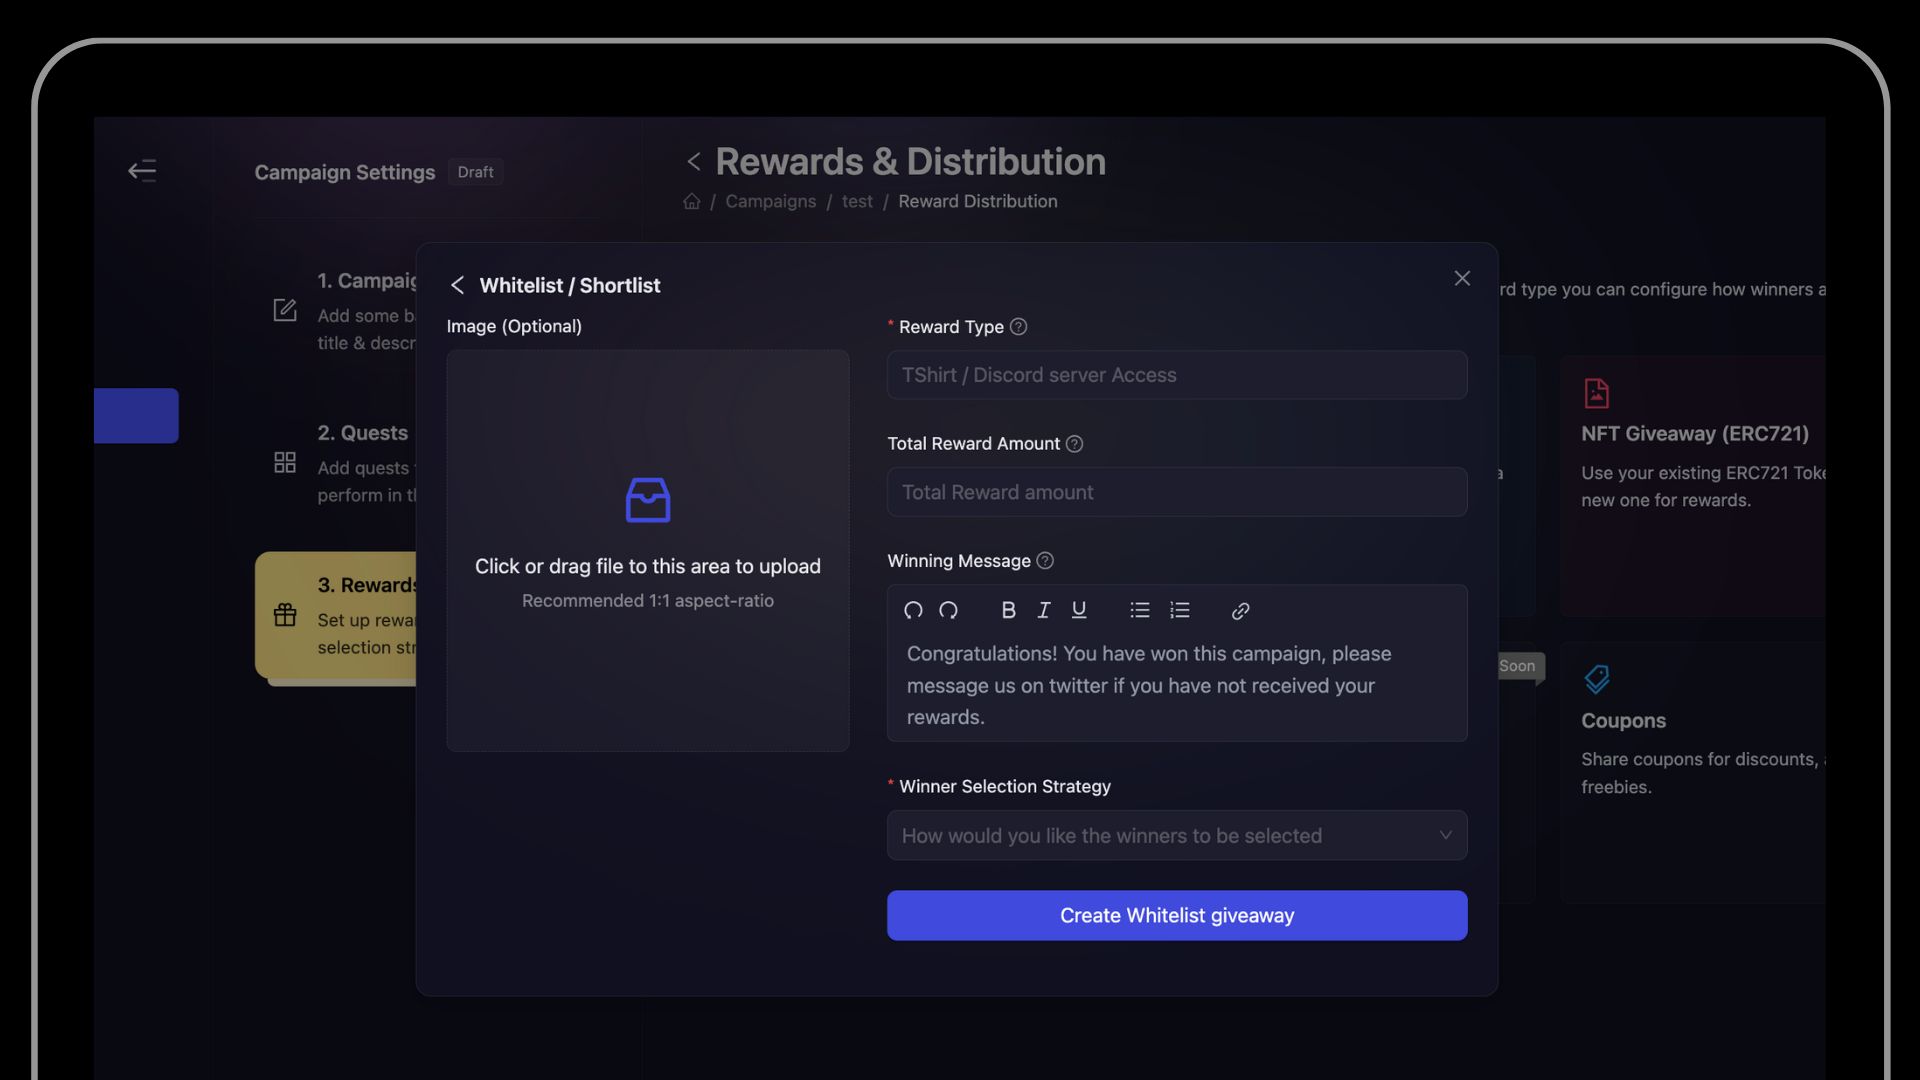 Campaign Settings Draft
Rewards & Distribution
/ Campaigns / test / Reward Distribution
1. Campaig
Add some b
title & descr
2. Quests
Add quests
perform in t
3. Rewards
Set up rewa
selection str
Whitelist / Shortlist
Image (Optional)
Click or drag file to this area to upload
Recommended 1:1 aspect-ratio
* Reward Type ?
TShirt / Discord server Access
Total Reward Amount ?
Total Reward amount
Winning Message ?
B I U
Congratulations! You have won this campaign, please
message us on twitter if you have not received your
rewards.
* Winner Selection Strategy
How would you like the winners to be selected
Create Whitelist giveaway
rd type you can configure how winners a
a
NFT Giveaway (ERC721)
Use your existing ERC721 Toke
new one for rewards.
Soon
Coupons
Share coupons for discounts,
freebies.